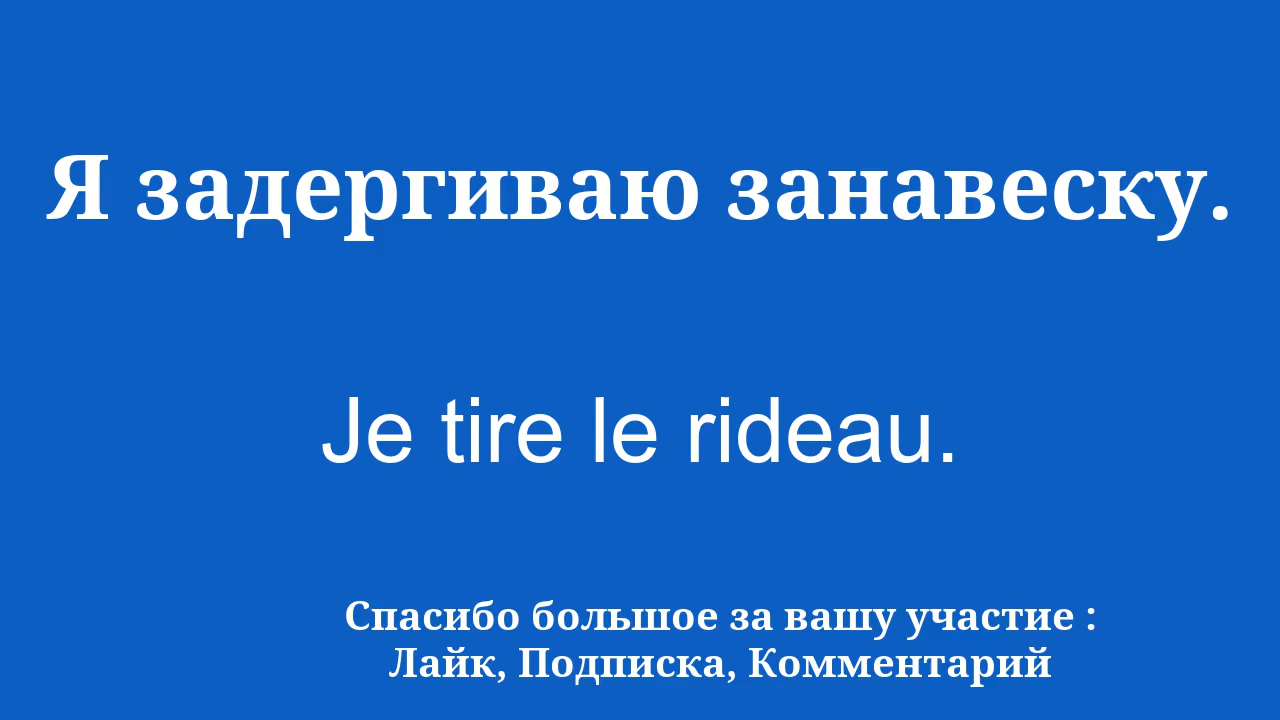 Я задергиваю занавеску.
Je tire le rideau.
Спасибо большое за вашу участие :
Лайк, Подписка, Комментарий